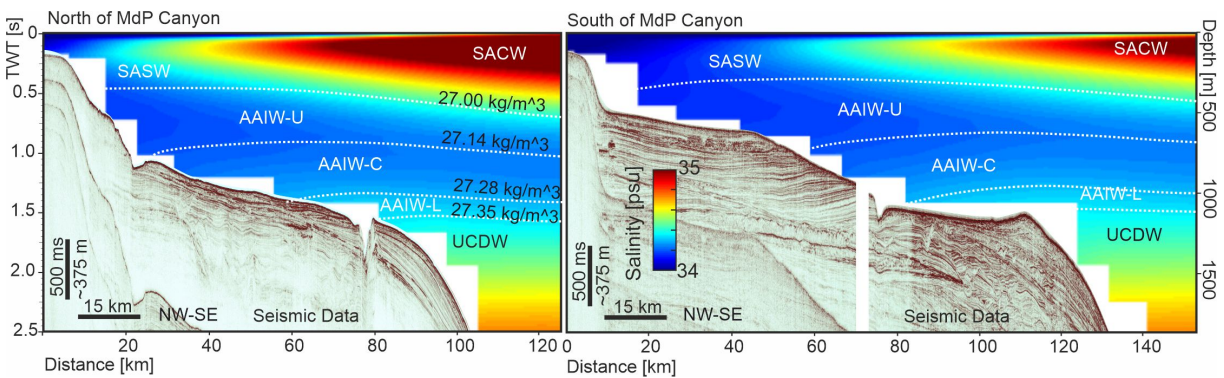 North of MdP Canyon
South of MdP Canyon
TWT [s]
0
0.5
1.0
1.5
2.0
2.5
SACW
SASW
27.00 kg/m^3
AAIW-U
27.14 kg/m^3
AAIW-C
27.28 kg/m^3
AAIW-L
27.35 kg/m^3
UCDW
500 ms
~375 m
15 km
NW-SE
Seismic Data
0 20 40 60 80 100 120
Distance [km]
SACW
SASW
AAIW-U
AAIW-C
AAIW-L
UCDW
35
Salinity [psu]
34
500 ms
~375 m
15 km
NW-SE
Seismic Data
0 20 40 60 80 100 120 140
Distance [km]
Depth [m]
500
1000
1500